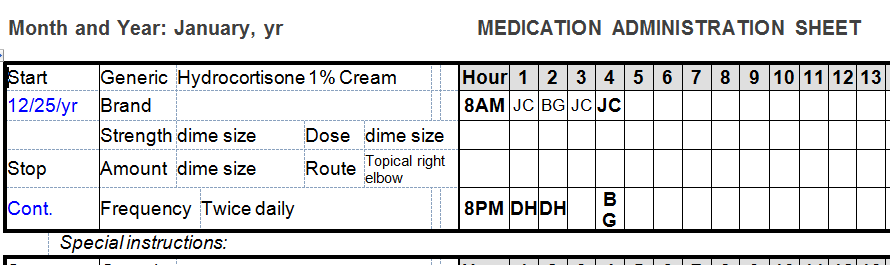 Month and Year: January, yr MEDICATION ADMINISTRATION SHEET
Start Generic Hydrocortisone 1% Cream Hour 1 2 3 4 5 6 7 8 9 10 11 12 13
12/25/yr Brand 8AM JC BG JC JC
Strength dime size Dose dime size
Stop Amount dime size Route Topical right elbow
Cont. Frequency Twice daily 8PM DH DH B G
Special instructions: